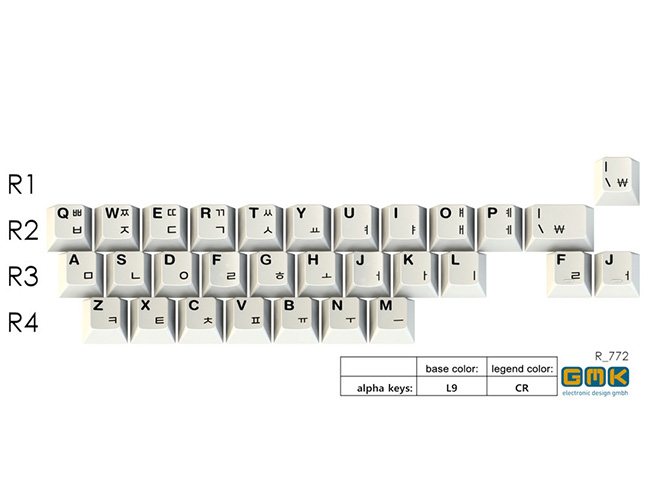 R1
| \ ₩
R2
Q ㅃ ㅂ W ㅉ ㅈ E ㄸ ㄷ R ㄲ ㄱ T ㅆ ㅅ Y ㅛ U ㅕ I ㅑ O ㅒ ㅐ P ㅖ ㅔ | \ ₩
R3
A ㅁ S ㄴ D ㅇ F ㄹ G ㅎ H ㅗ J ㅓ K ㅏ L ㅣ F ㄹ J ㅓ
R4
Z ㅋ X ㅌ C ㅊ V ㅍ B ㅠ N ㅜ M ㅡ
R_772
base color: legend color:
alpha keys: L9 CR
GMK
electronic design gmbh